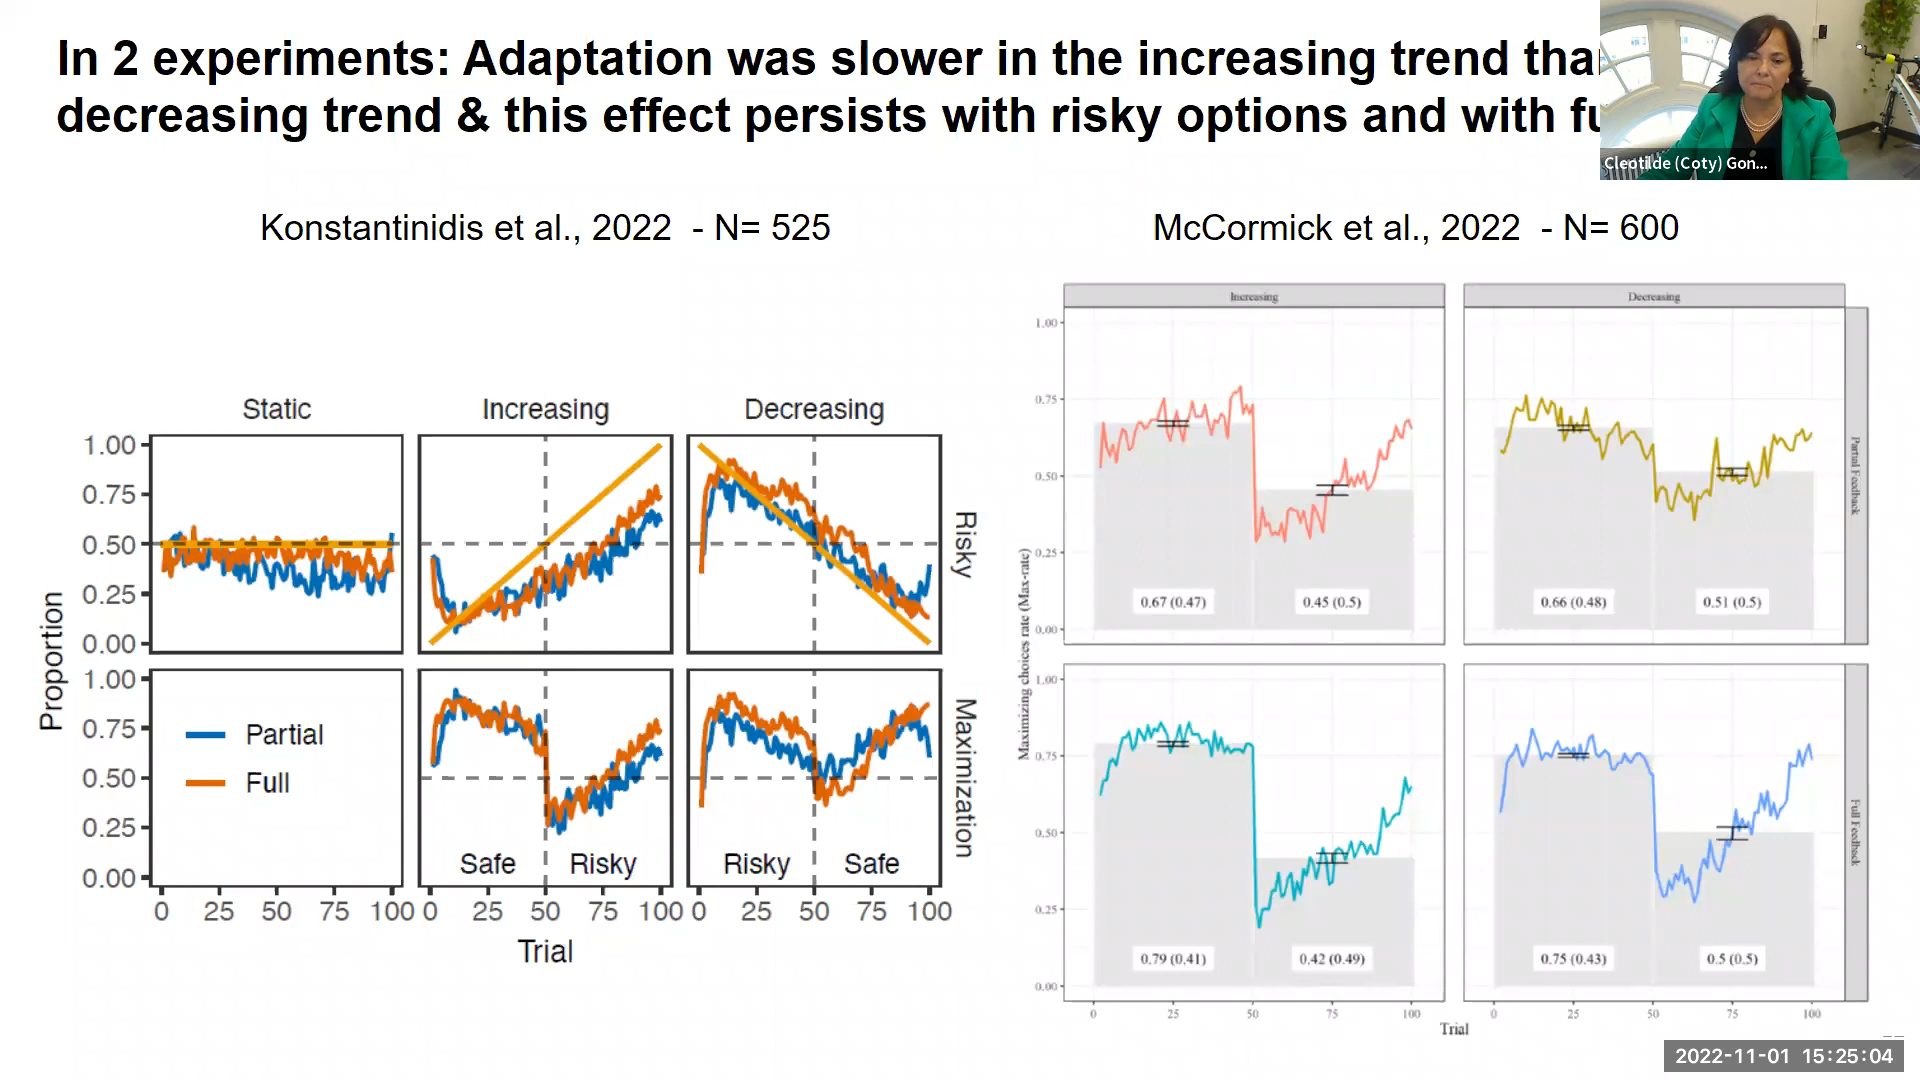 In 2 experiments: Adaptation was slower in the increasing trend tha
decreasing trend & this effect persists with risky options and with fu
Cleotilde (Coty) Gon...
Konstantinidis et al., 2022 - N= 525
McCormick et al., 2022 - N= 600
Static
Increasing
Decreasing
1.00
0.75
0.50
0.25
0.00
Risky
1.00
0.75
0.50
0.25
0.00
Partial
Full
Safe
Risky
Risky
Safe
Maximization
Proportion
0 25 50 75 100
0 25 50 75 100
0 25 50 75 100
Trial
Increasing
Decreasing
1.00
0.75
0.50
0.25
0.00
0.67 (0.47)
0.45 (0.5)
0.66 (0.48)
0.51 (0.5)
Partial Feedback
Maximizing choices rate (Max-rate)
1.00
0.75
0.50
0.25
0.00
0.79 (0.41)
0.42 (0.49)
0.75 (0.43)
0.5 (0.5)
Full Feedback
0 25 50 75 100
0 25 50 75 100
Trial
2022-11-01 15:25:04